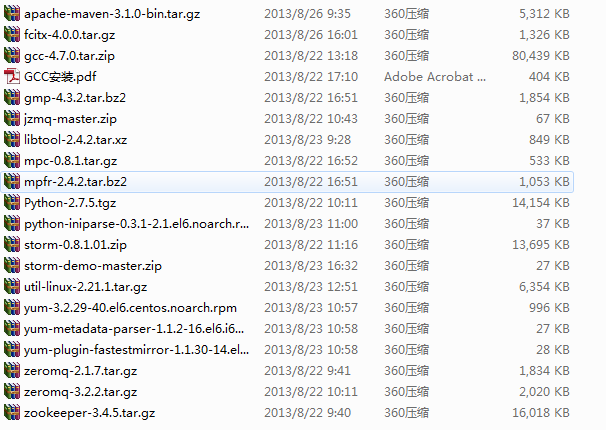 apache-maven-3.1.0-bin.tar.gz 2013/8/26 9:35 360压缩 5,312 KB
fcitx-4.0.0.tar.gz 2013/8/26 16:01 360压缩 1,326 KB
gcc-4.7.0.tar.zip 2013/8/22 13:18 360压缩 80,439 KB
GCC安装.pdf 2013/8/22 17:10 Adobe Acrobat ... 404 KB
gmp-4.3.2.tar.bz2 2013/8/22 16:51 360压缩 1,854 KB
jzmq-master.zip 2013/8/22 10:43 360压缩 67 KB
libtool-2.4.2.tar.xz 2013/8/23 9:28 360压缩 849 KB
mpc-0.8.1.tar.gz 2013/8/22 16:52 360压缩 533 KB
mpfr-2.4.2.tar.bz2 2013/8/22 16:51 360压缩 1,053 KB
Python-2.7.5.tgz 2013/8/22 10:11 360压缩 14,154 KB
python-iniparse-0.3.1-2.1.el6.noarch.r... 2013/8/23 11:00 360压缩 37 KB
storm-0.8.1.01.zip 2013/8/22 11:16 360压缩 13,695 KB
storm-demo-master.zip 2013/8/23 16:32 360压缩 27 KB
util-linux-2.21.1.tar.gz 2013/8/23 12:51 360压缩 6,354 KB
yum-3.2.29-40.el6.centos.noarch.rpm 2013/8/23 10:57 360压缩 996 KB
yum-metadata-parser-1.1.2-16.el6.i6... 2013/8/23 10:58 360压缩 27 KB
yum-plugin-fastestmirror-1.1.30-14.el... 2013/8/23 10:58 360压缩 28 KB
zeromq-2.1.7.tar.gz 2013/8/22 9:41 360压缩 1,834 KB
zeromq-3.2.2.tar.gz 2013/8/22 10:11 360压缩 2,020 KB
zookeeper-3.4.5.tar.gz 2013/8/22 9:40 360压缩 16,018 KB